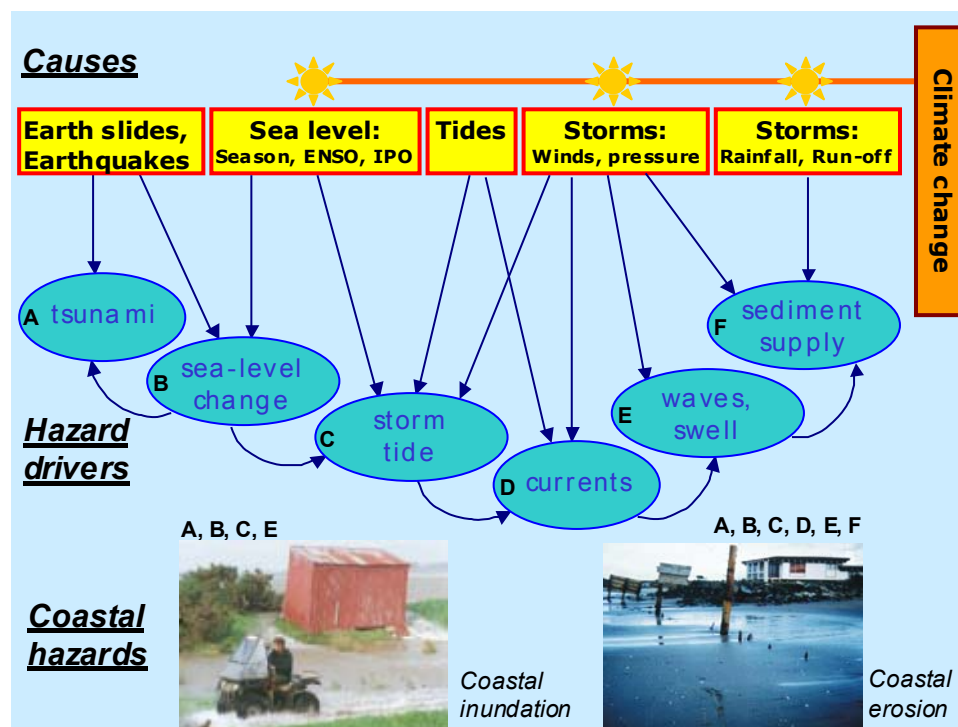 Causes
Climate change
Earth slides,
Earthquakes
Sea level:
Season, ENSO, IPO
Tides
Storms:
Winds, pressure
Storms:
Rainfall, Run-off
A tsunami
B sea-level
change
C storm
tide
D currents
E waves,
swell
F sediment
supply
Hazard
drivers
A, B, C, E
A, B, C, D, E, F
Coastal
hazards
Coastal
inundation
Coastal
erosion